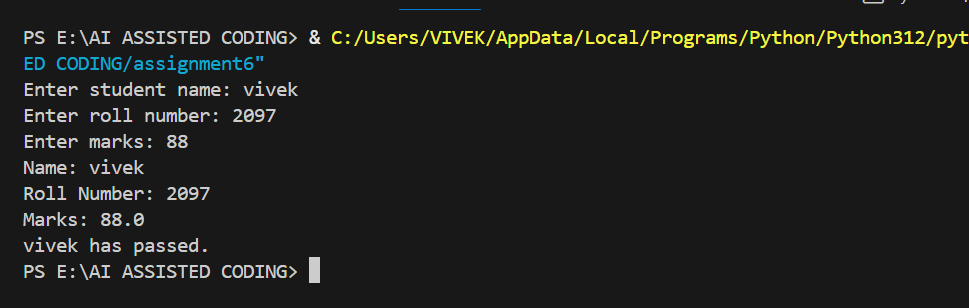 PS E:\AI ASSISTED CODING> & C:/Users/VIVEK/AppData/Local/Programs/Python/Python312/pyt
ED CODING/assignment6"
Enter student name: vivek
Enter roll number: 2097
Enter marks: 88
Name: vivek
Roll Number: 2097
Marks: 88.0
vivek has passed.
PS E:\AI ASSISTED CODING>